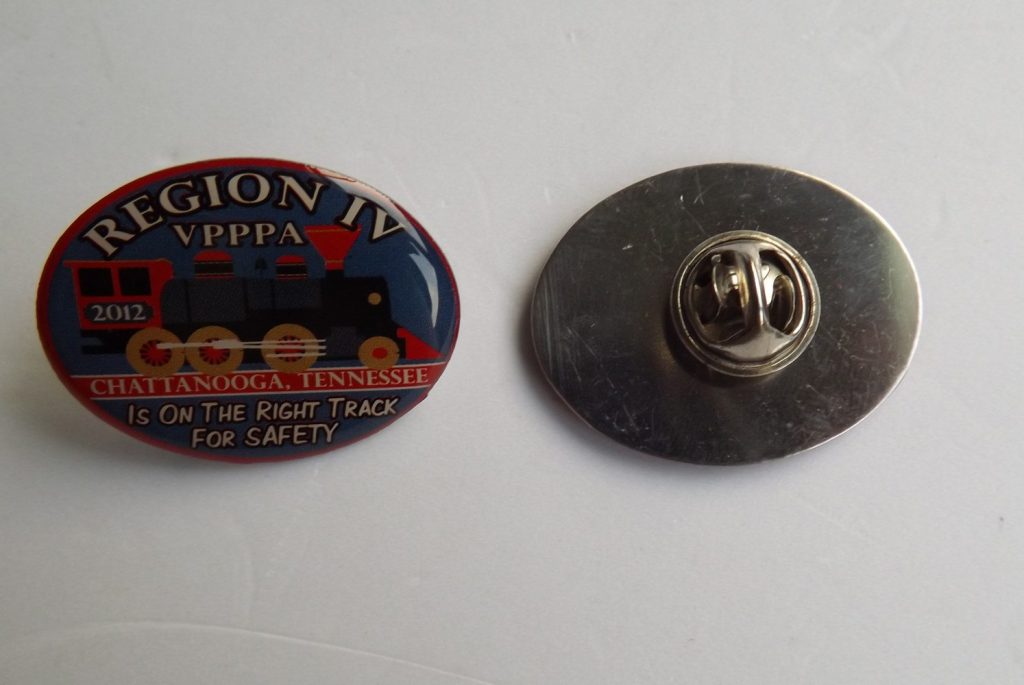 REGION IV
VPPPA
2012
CHATTANOOGA, TENNESSEE
IS ON THE RIGHT TRACK
FOR SAFETY